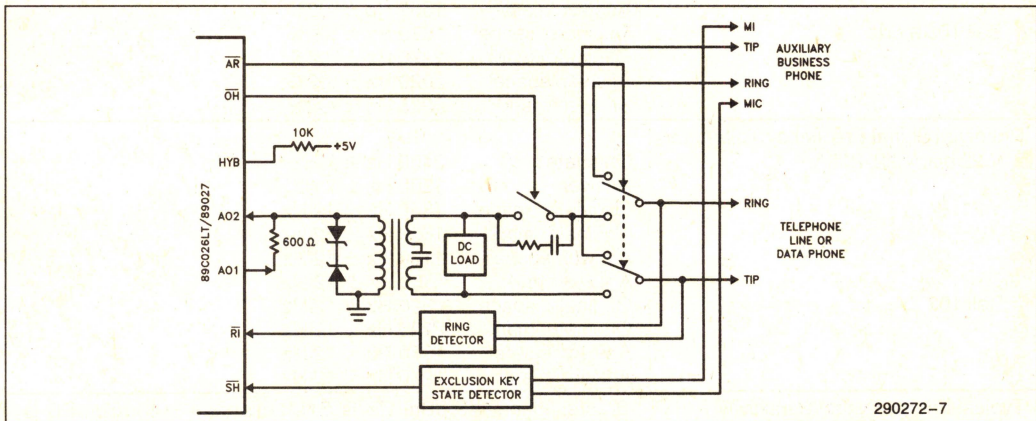 MI
TIP
AUXILIARY
BUSINESS
PHONE
RING
MIC
AR
OH
10K
+5V
HYB
89C026LT/89027
AO2
600 Ω
AO1
DC
LOAD
RING
TELEPHONE
LINE OR
DATA PHONE
TIP
RI
RING
DETECTOR
SH
EXCLUSION KEY
STATE DETECTOR
290272-7